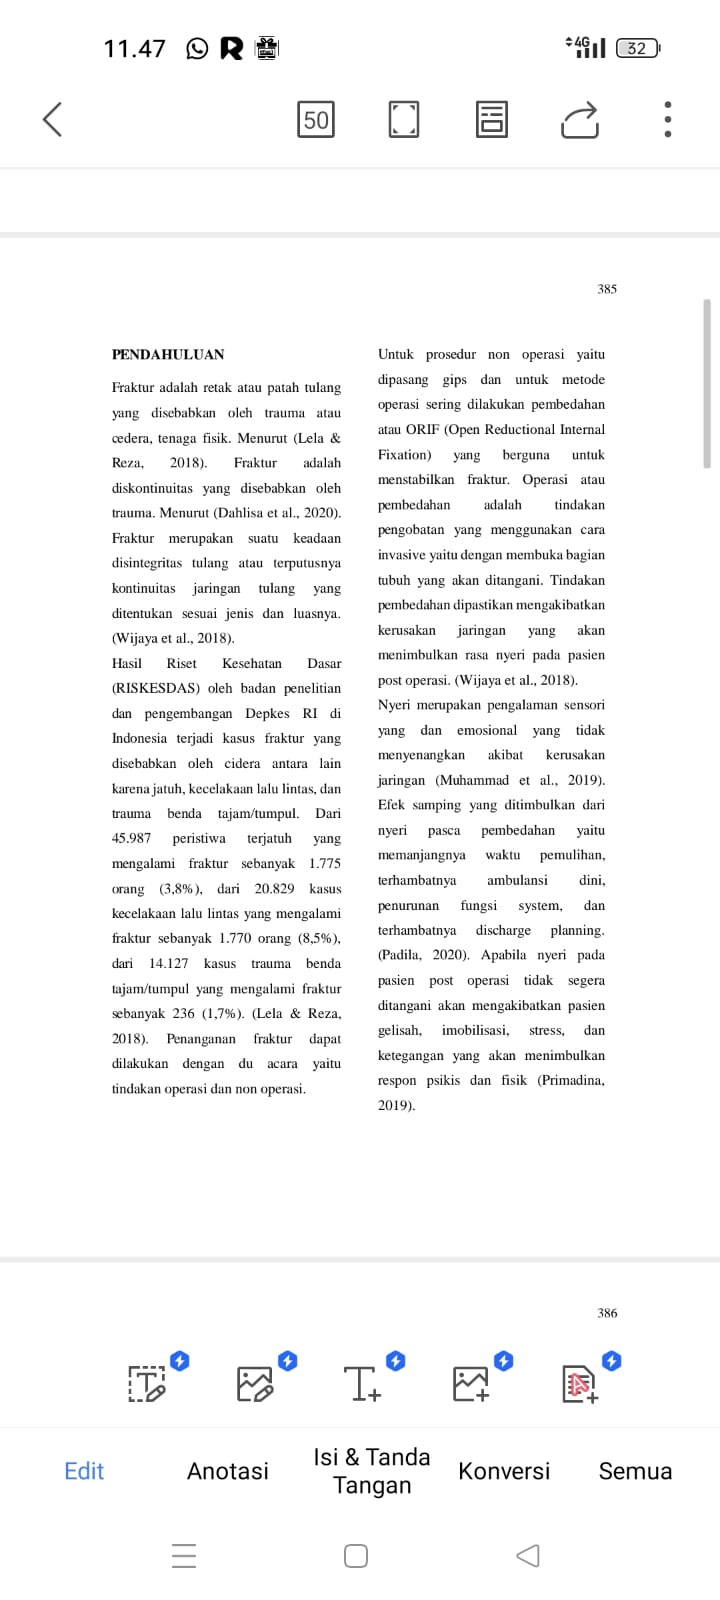 11.47
R
4G
32
50
385
PENDAHULUAN
Fraktur adalah retak atau patah tulang
yang disebabkan oleh trauma atau
cedera, tenaga fisik. Menurut (Lela &
Reza, 2018). Fraktur adalah
diskontinuitas yang disebabkan oleh
trauma. Menurut (Dahlisa et al., 2020).
Fraktur merupakan suatu keadaan
disintegritas tulang atau terputusnya
kontinuitas jaringan tulang yang
ditentukan sesuai jenis dan luasnya.
(Wijaya et al., 2018).
Hasil Riset Kesehatan Dasar
(RISKESDAS) oleh badan penelitian
dan pengembangan Depkes RI di
Indonesia terjadi kasus fraktur yang
disebabkan oleh cidera antara lain
karena jatuh, kecelakaan lalu lintas, dan
trauma benda tajam/tumpul. Dari
45.987 peristiwa terjatuh yang
mengalami fraktur sebanyak 1.775
orang (3,8%), dari 20.829 kasus
kecelakaan lalu lintas yang mengalami
fraktur sebanyak 1.770 orang (8,5%),
dari 14.127 kasus trauma benda
tajam/tumpul yang mengalami fraktur
sebanyak 236 (1,7%). (Lela & Reza,
2018). Penanganan fraktur dapat
dilakukan dengan du acara yaitu
tindakan operasi dan non operasi.
Untuk prosedur non operasi yaitu
dipasang gips dan untuk metode
operasi sering dilakukan pembedahan
atau ORIF (Open Reductional Internal
Fixation) yang berguna untuk
menstabilkan fraktur. Operasi atau
pembedahan adalah tindakan
pengobatan yang menggunakan cara
invasive yaitu dengan membuka bagian
tubuh yang akan ditangani. Tindakan
pembedahan dipastikan mengakibatkan
kerusakan jaringan yang akan
menimbulkan rasa nyeri pada pasien
post operasi. (Wijaya et al., 2018).
Nyeri merupakan pengalaman sensori
yang dan emosional yang tidak
menyenangkan akibat kerusakan
jaringan (Muhammad et al., 2019).
Efek samping yang ditimbulkan dari
nyeri pasca pembedahan yaitu
memanjangnya waktu pemulihan,
terhambatnya ambulansi dini,
penurunan fungsi system, dan
terhambatnya discharge planning.
(Padila, 2020). Apabila nyeri pada
pasien post operasi tidak segera
ditangani akan mengakibatkan pasien
gelisah, imobilisasi, stress, dan
ketegangan yang akan menimbulkan
respon psikis dan fisik (Primadina,
2019).
386
Edit
Anotasi
Isi & Tanda
Tangan
Konversi
Semua